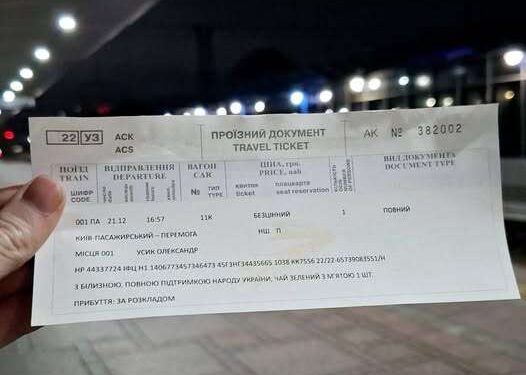 22 УЗ АСК ПРОЇЗНИЙ ДОКУМЕНТ АК № 382002
ACS TRAVEL TICKET
ПОЇЗД ВІДПРАВЛЕННЯ ВАГОН ЦІНА, грн. ВИД ДОКУМЕНТА
TRAIN DEPARTURE CAR PRICE, uah DOCUMENT TYPE
ШИФР № ТИП квиток плацкарта
CODE TYPE ticket seat reservation
001 ПА 21.12 16:57 11К БЕЗЦІННИЙ 1 ПОВНИЙ
КИЇВ-ПАСАЖИРСЬКИЙ – ПЕРЕМОГА НШ П
МІСЦЯ 001 УСИК ОЛЕКСАНДР
З БІЛИЗНОЮ. ПОВНОЮ ПІДТРИМКОЮ НАРОДУ УКРАЇНИ, ЧАЙ ЗЕЛЕНИЙ З М'ЯТОЮ 1 ШТ.
ПРИБУТТЯ: ЗА РОЗКЛАДОМ